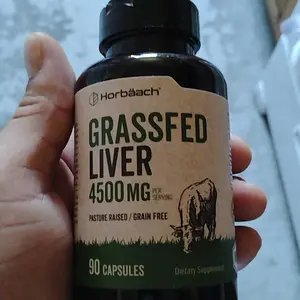 Horbäach
GRASSFED
LIVER
4500 MG PER SERVING
PASTURE RAISED / GRAIN FREE
90 CAPSULES
Dietary Supplement